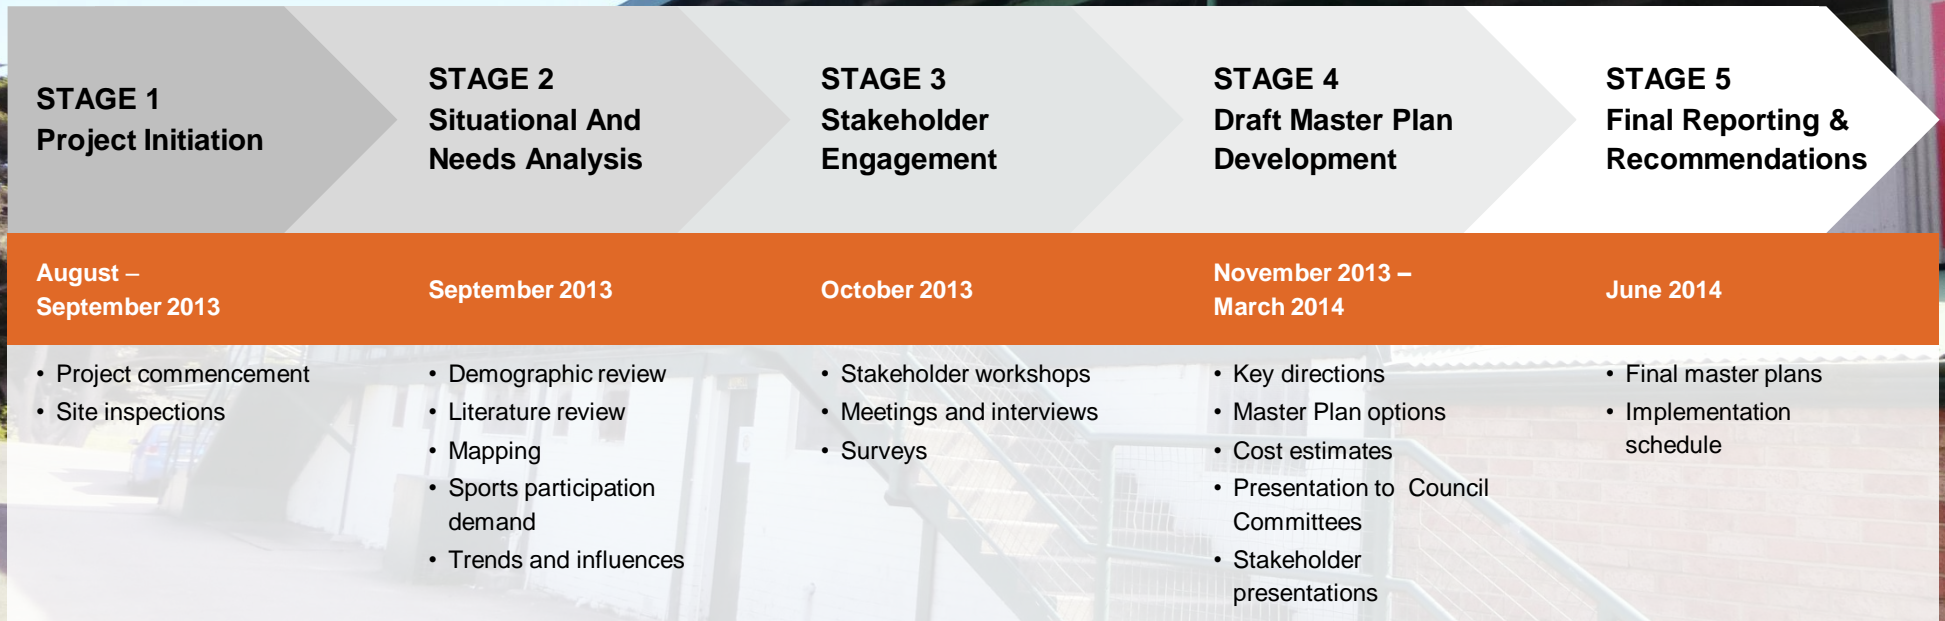 STAGE 1
Project Initiation
STAGE 2
Situational And
Needs Analysis
STAGE 3
Stakeholder
Engagement
STAGE 4
Draft Master Plan
Development
STAGE 5
Final Reporting &
Recommendations
August –
September 2013
September 2013
October 2013
November 2013 –
March 2014
June 2014
• Project commencement
• Site inspections
• Demographic review
• Literature review
• Mapping
• Sports participation
demand
• Trends and influences
• Stakeholder workshops
• Meetings and interviews
• Surveys
• Key directions
• Master Plan options
• Cost estimates
• Presentation to Council
Committees
• Stakeholder
presentations
• Final master plans
• Implementation
schedule